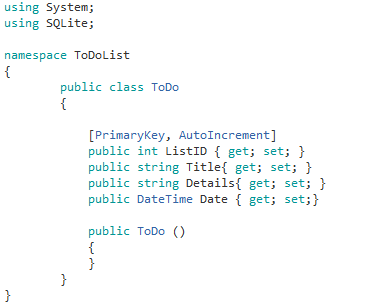 using System;
using SQLite;

namespace ToDoList
{
        public class ToDo
        {

            [PrimaryKey, AutoIncrement]
            public int ListID { get; set; }
            public string Title{ get; set; }
            public string Details{ get; set; }
            public DateTime Date { get; set;}

            public ToDo ()
            {
            }
        }
}